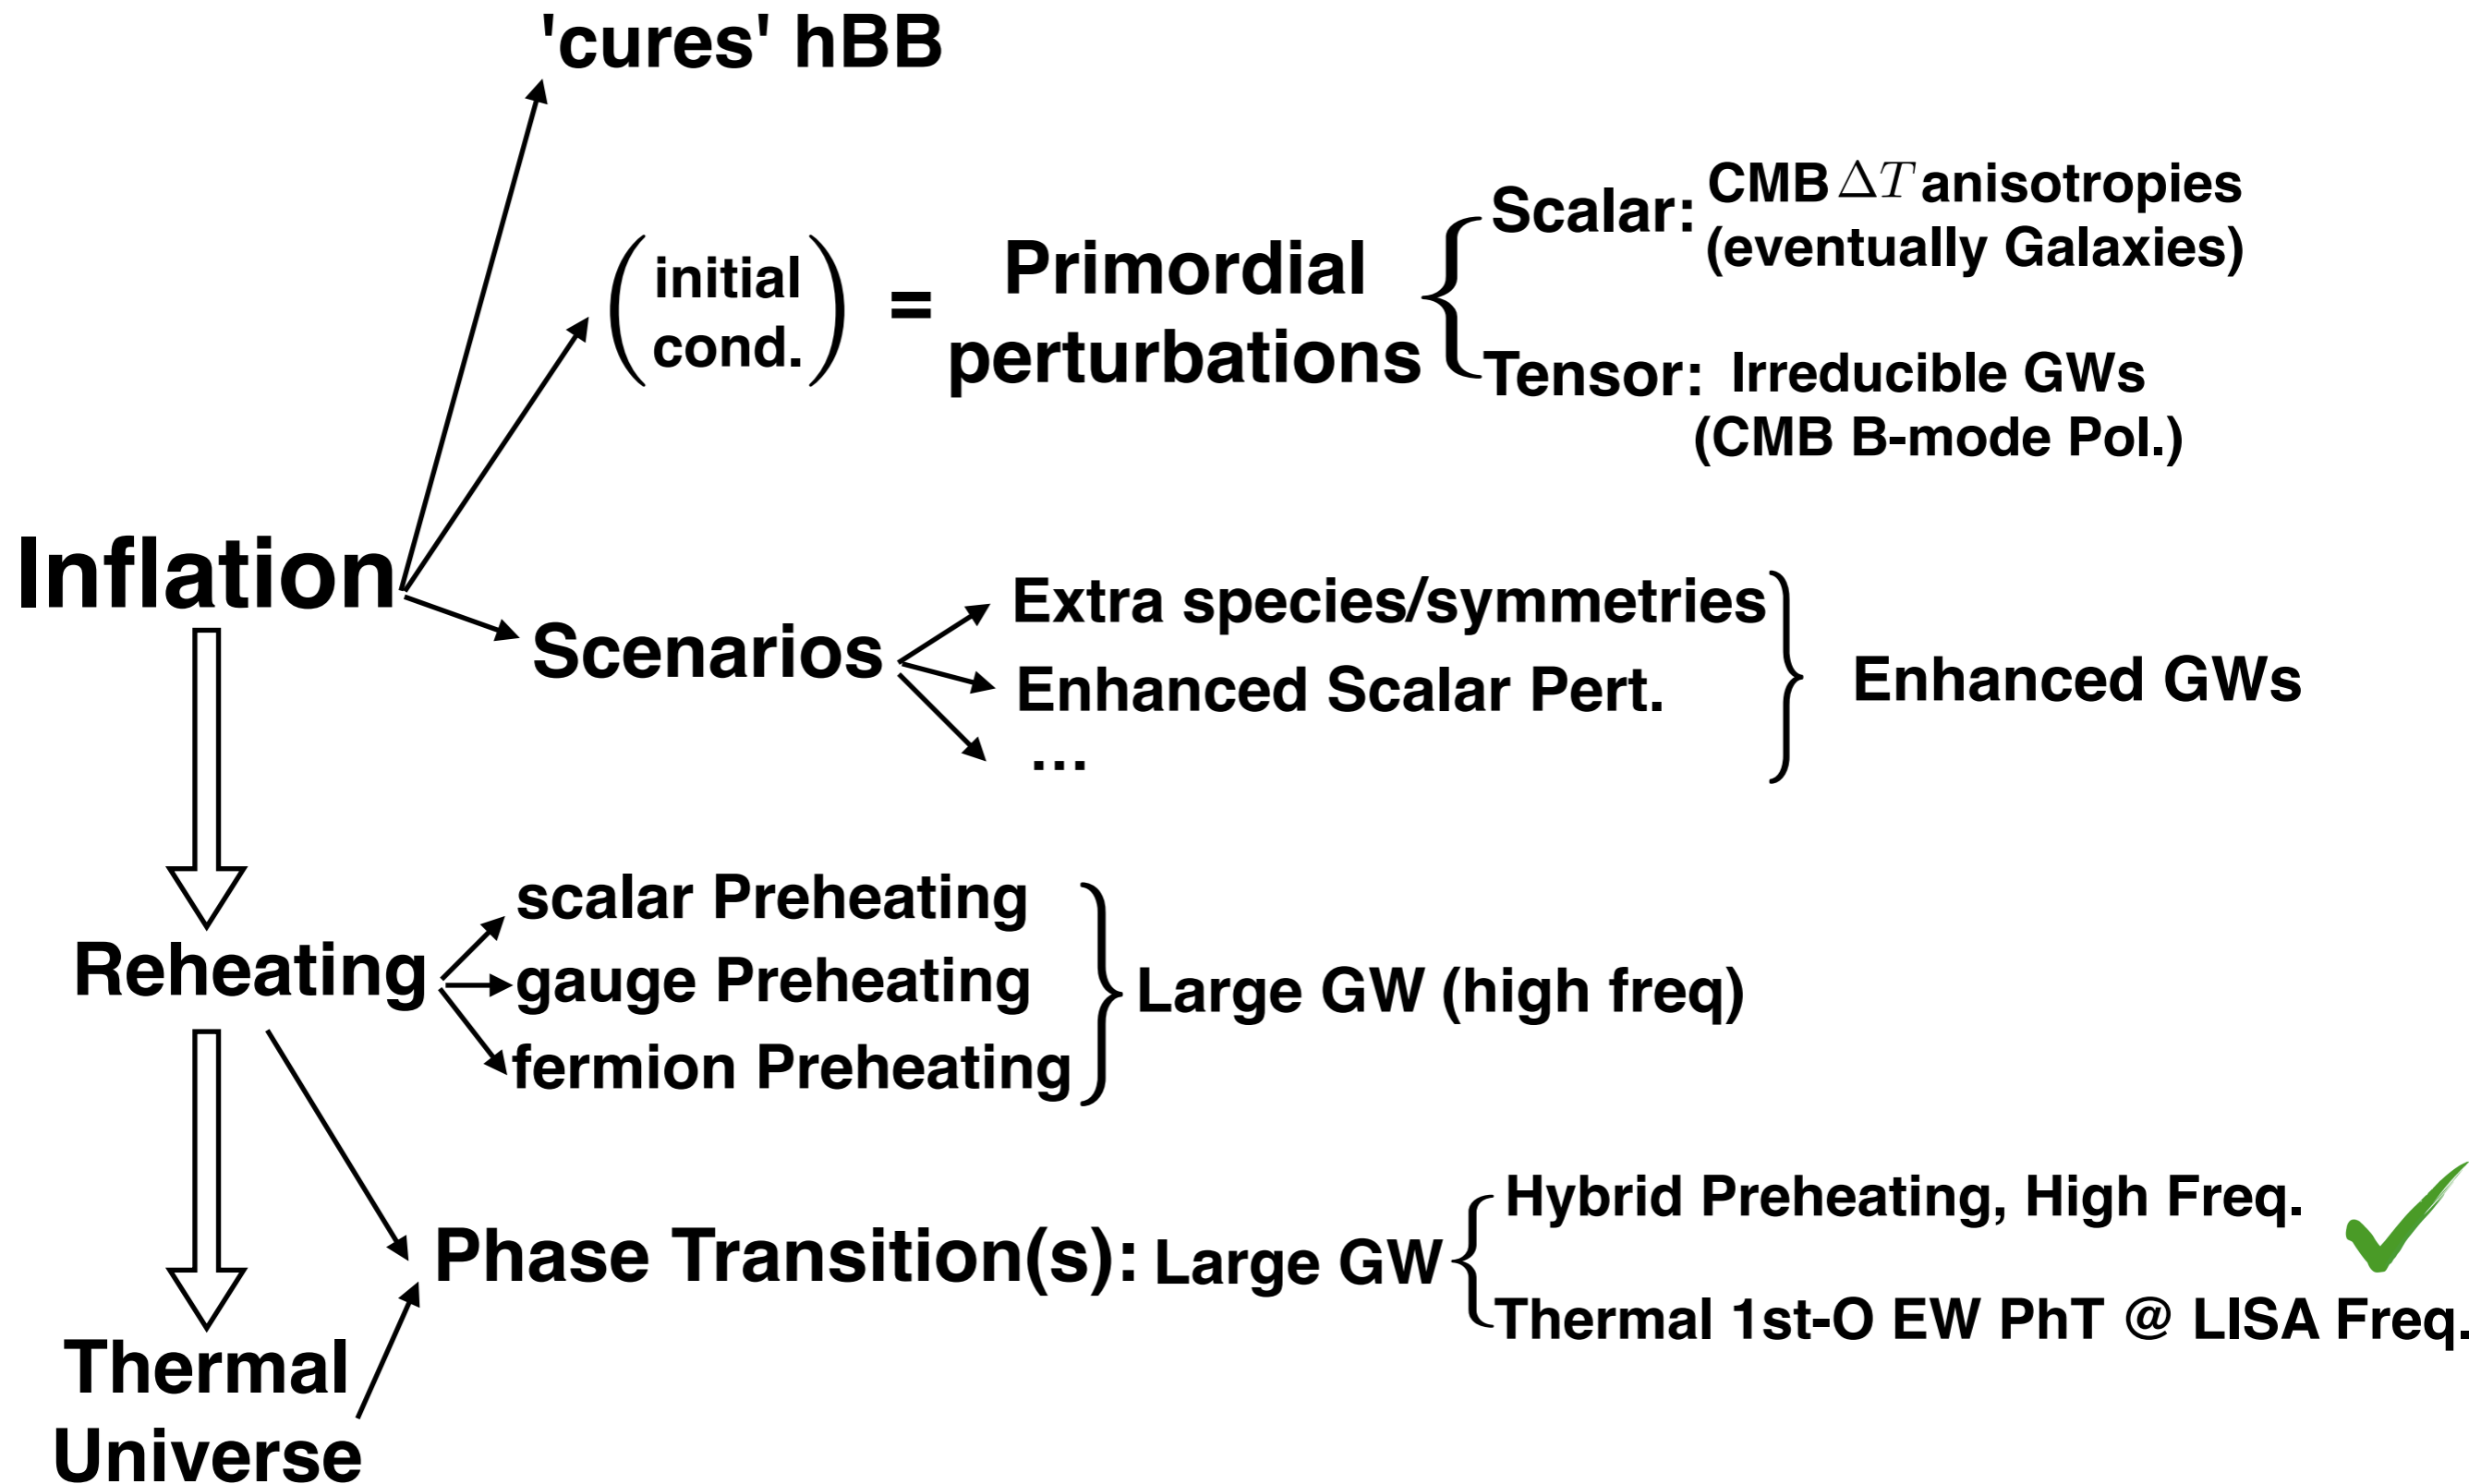 'cures' hBB
initial
cond.
=
Primordial
perturbations
Scalar: CMB ΔT anisotropies
(eventually Galaxies)
Tensor: Irreducible GWs
(CMB B-mode Pol.)
Inflation
Scenarios
Extra species/symmetries
Enhanced Scalar Pert.
...
Enhanced GWs
Reheating
scalar Preheating
gauge Preheating
fermion Preheating
Large GW (high freq)
Phase Transition(s): Large GW
Hybrid Preheating, High Freq.
Thermal 1st-O EW PhT @ LISA Freq.
Thermal
Universe